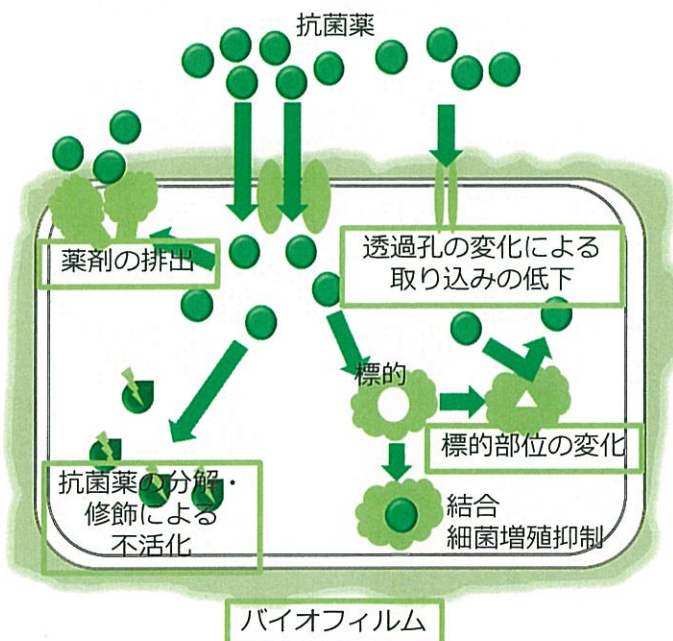 抗菌薬
薬剤の排出
透過孔の変化による
取り込みの低下
標的
標的部位の変化
抗菌薬の分解・
修飾による
不活化
結合
細菌増殖抑制
バイオフィルム